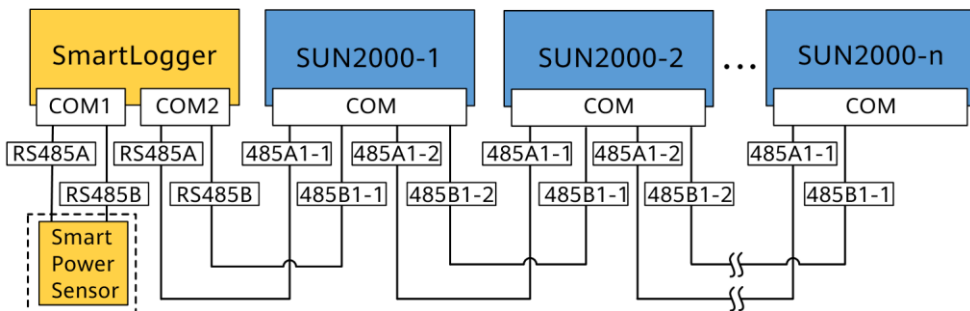 SmartLogger
SUN2000-1
SUN2000-2
...
SUN2000-n
COM1
COM2
COM
COM
COM
RS485A
RS485A
485A1-1
485A1-2
485A1-1
485A1-2
485A1-1
RS485B
RS485B
485B1-1
485B1-2
485B1-1
485B1-2
485B1-1
Smart
Power
Sensor